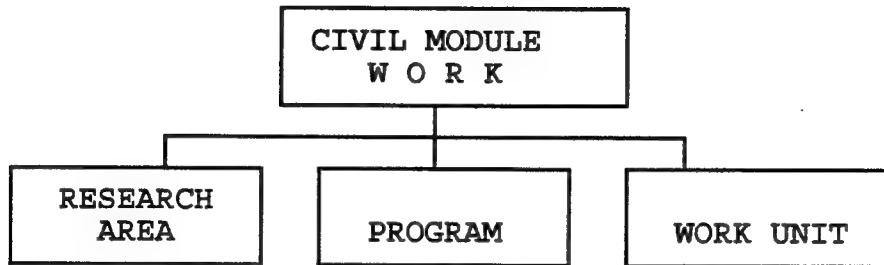 CIVIL MODULE
W O R K
RESEARCH
AREA
PROGRAM
WORK UNIT